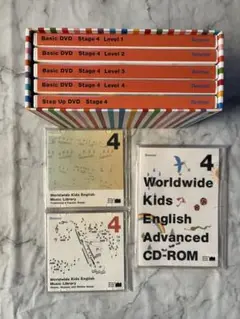 Basic DVD Stage 4 Level 1
Basic DVD Stage 4 Level 2
Basic DVD Stage 4 Level 3
Basic DVD Stage 4 Level 4
Step Up DVD Stage 4
4
Worldwide Kids English
Music Library
4
Worldwide Kids English
Music Library
4
Worldwide
Kids
English
Advanced
CD-ROM